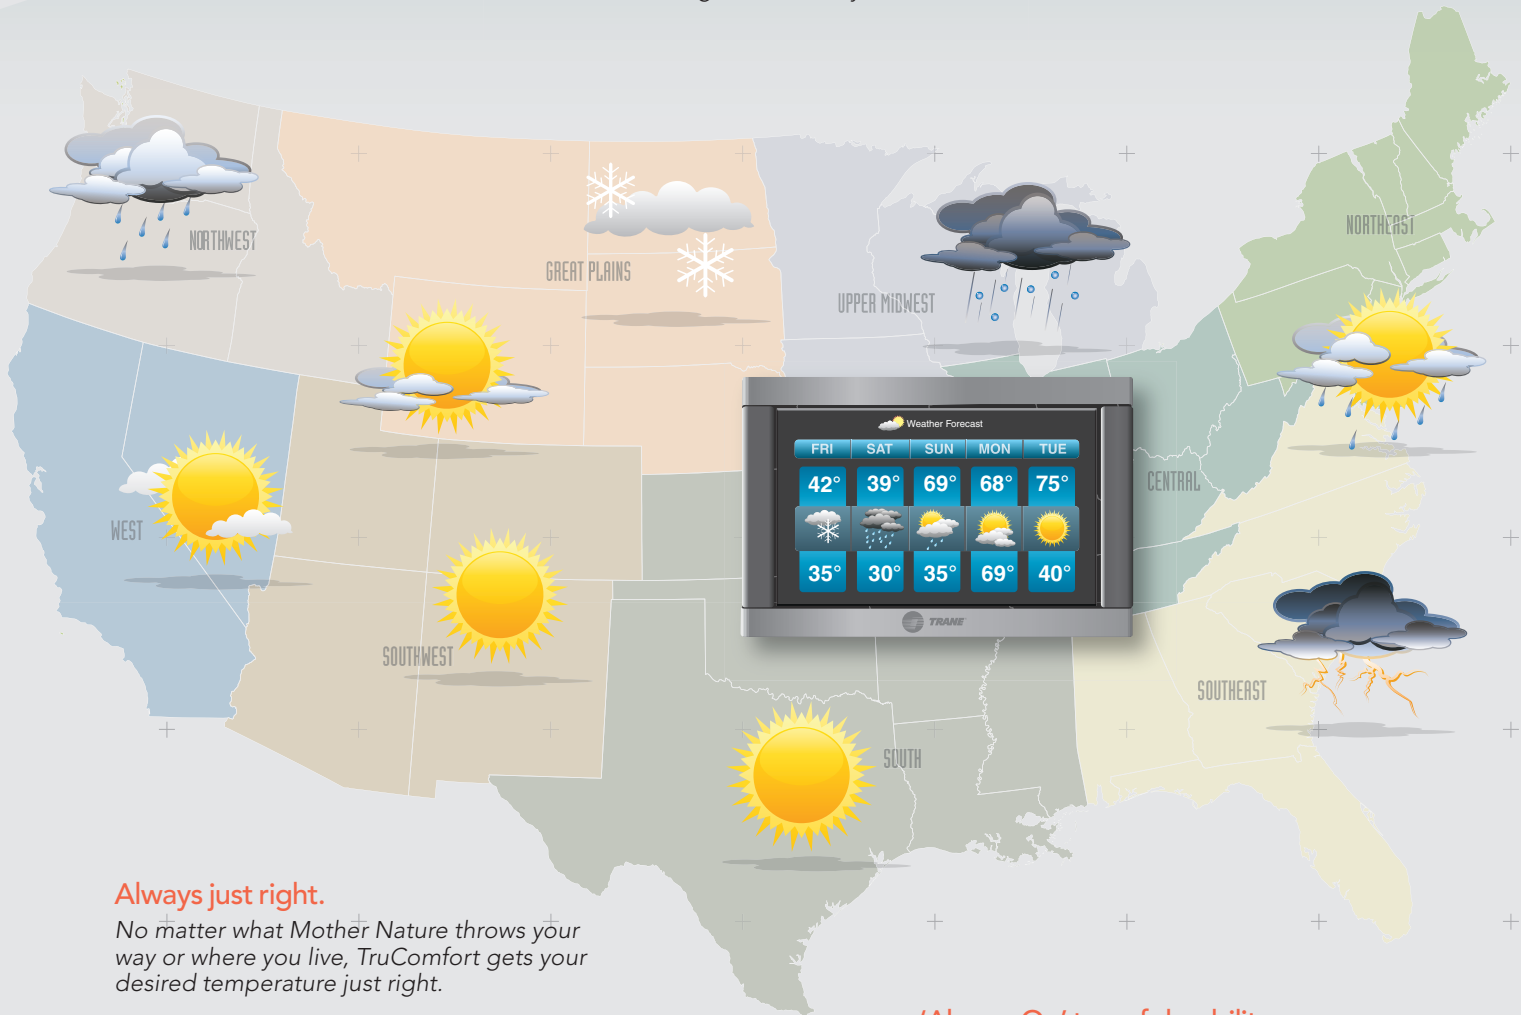 NORTHWEST
GREAT PLAINS
UPPER MIDWEST
NORTHEAST
WEST
SOUTHWEST
CENTRAL
SOUTH
SOUTHEAST
Weather Forecast
FRI SAT SUN MON TUE
42° 39° 69° 68° 75°
35° 30° 35° 69° 40°
TRANE
Always just right.
No matter what Mother Nature throws your
way or where you live, TruComfort gets your
desired temperature just right.